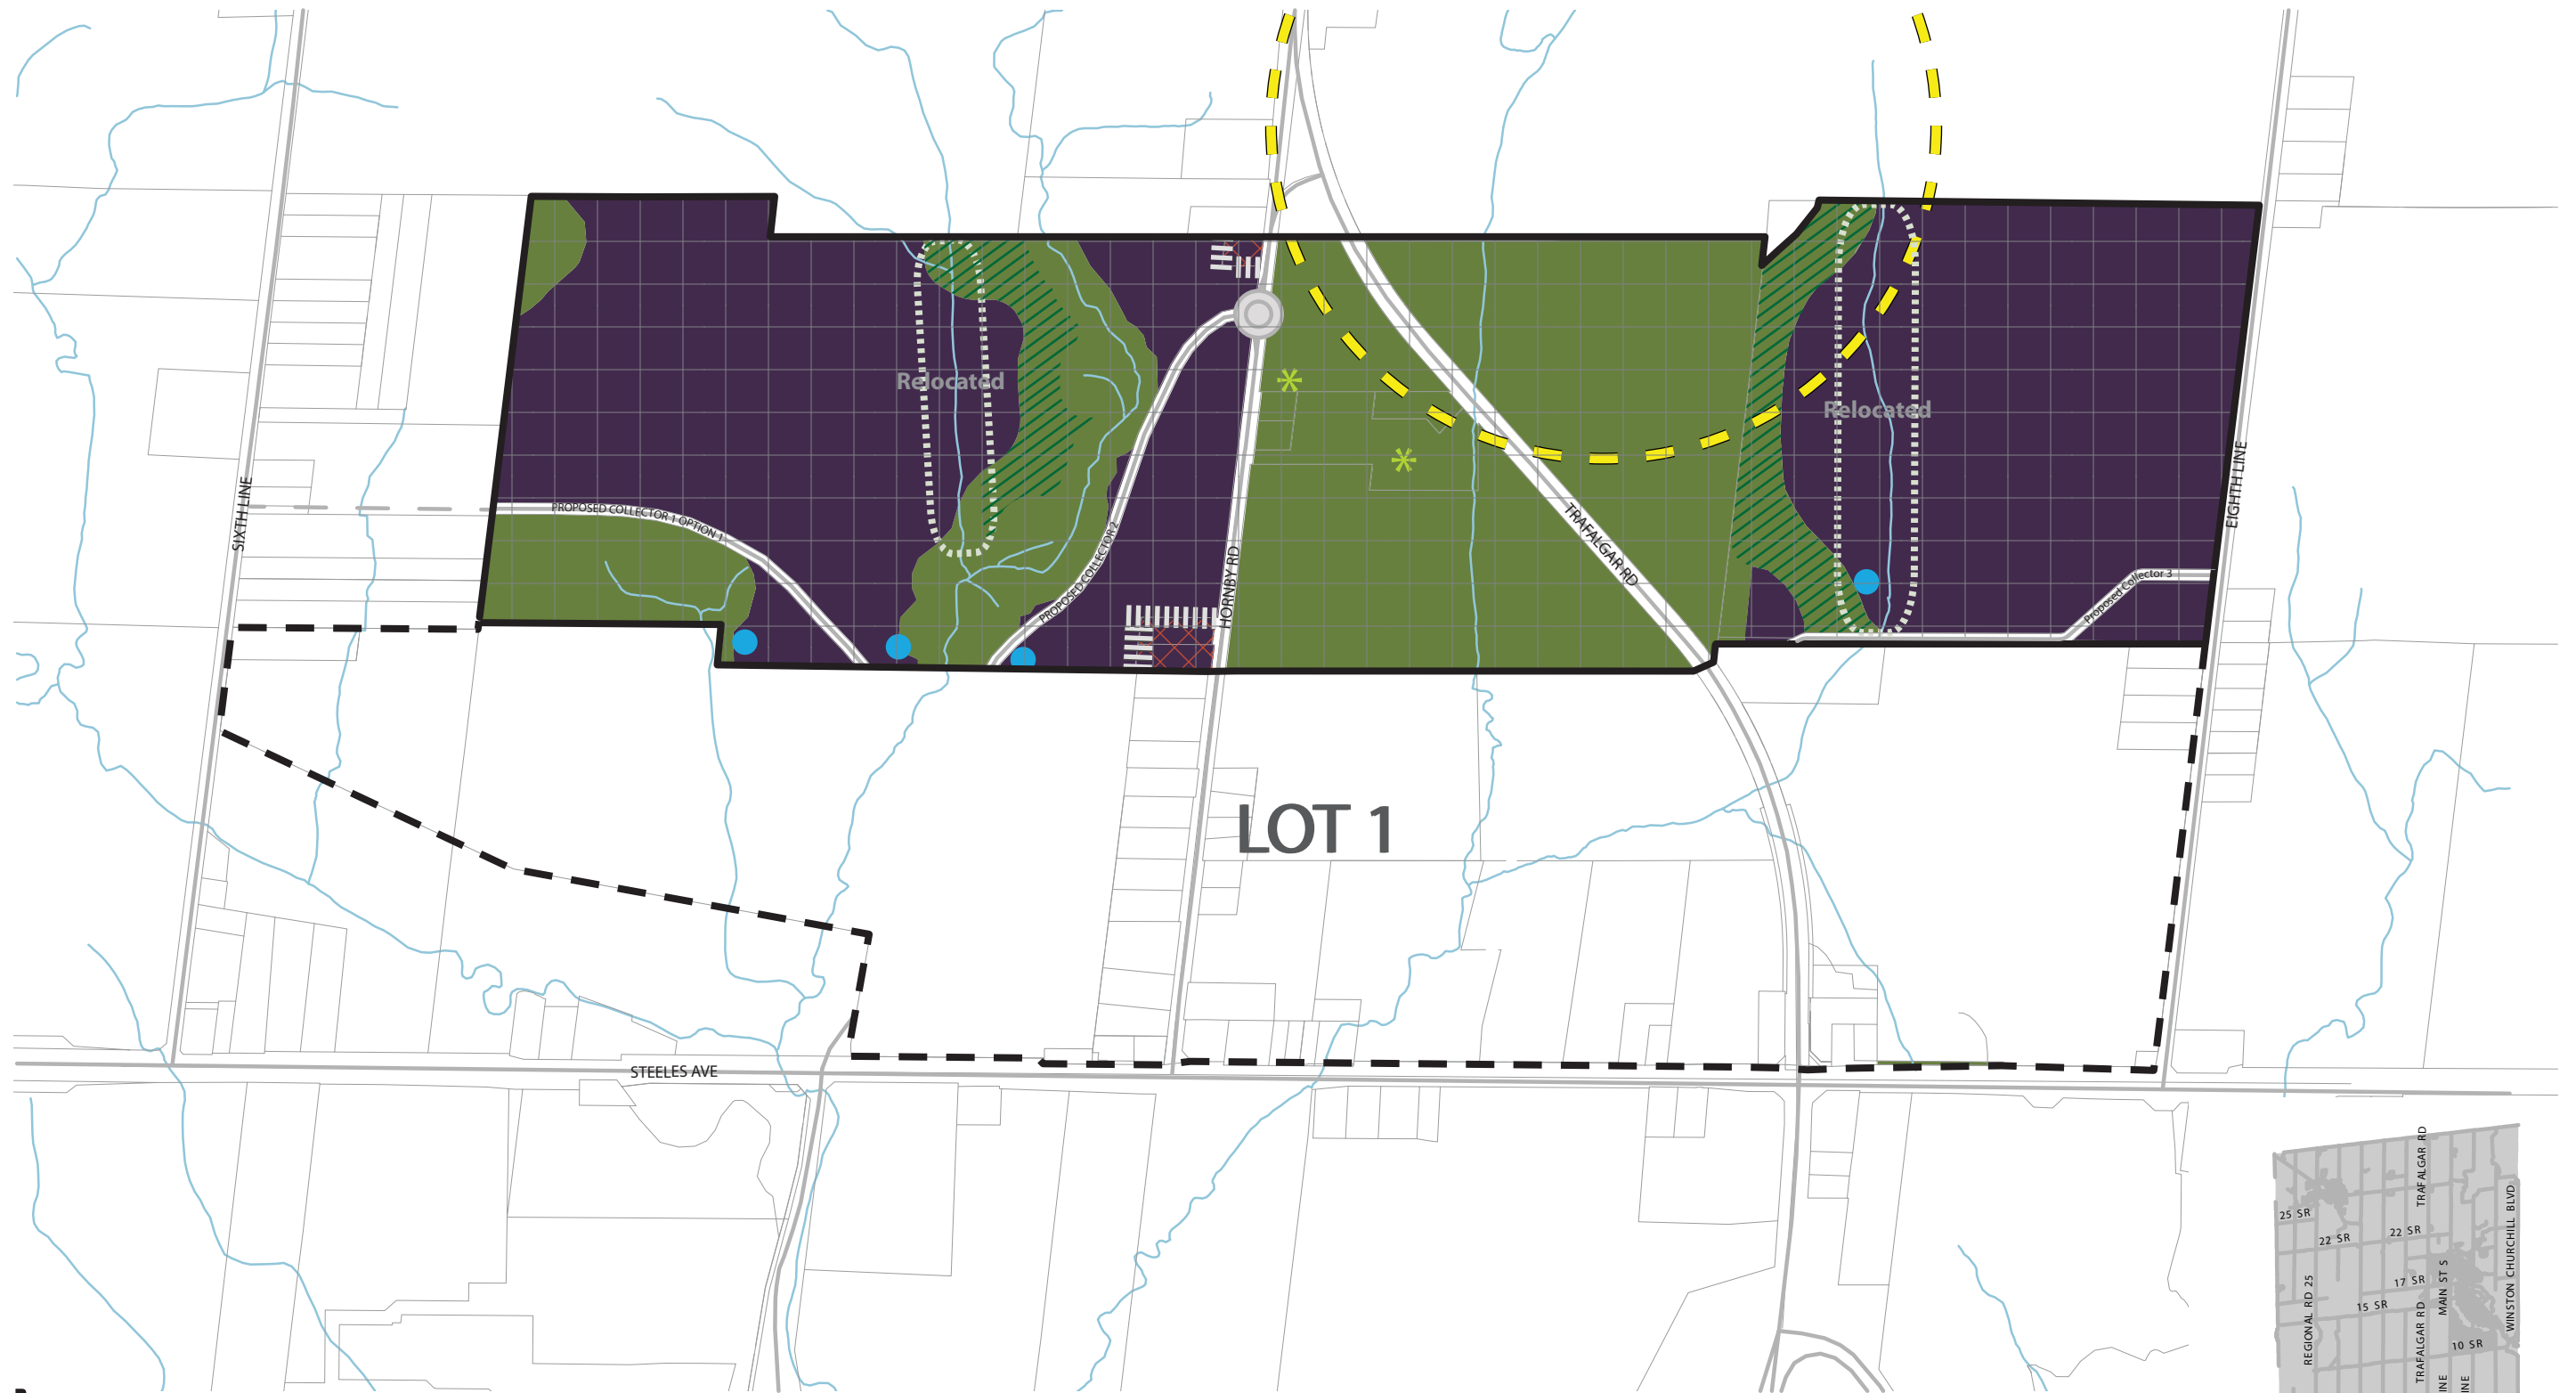 Relocated
Relocated
PROPOSED COLLECTOR 1 OPTION 1
PROPOSED COLLECTOR 2
Proposed Collector 3
SIXTH LINE
HORNBY RD
TRAFALGAR RD
EIGHTH LINE
LOT 1
STEELES AVE
TRAFALGAR RD
25 SR
22 SR
22 SR
17 SR
15 SR
10 SR
REGIONAL RD 25
MAIN ST S
TRAFALGAR RD
WINSTON CHURCHILL BLVD
INE
INE